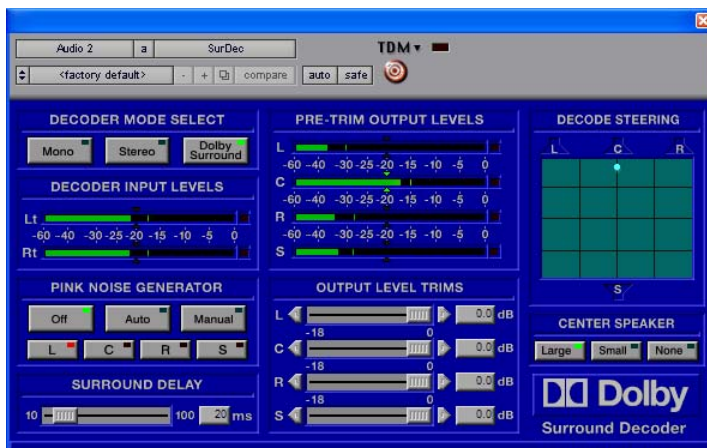 Audio 2 a SurDec TDM
<factory default> - + compare auto safe
DECODER MODE SELECT
Mono Stereo Dolby Surround
DECODER INPUT LEVELS
Lt
-60 -40 -30 -25 -20 -15 -10 -5 0
Rt
PINK NOISE GENERATOR
Off Auto Manual
L C R S
SURROUND DELAY
10 100 20 ms
PRE-TRIM OUTPUT LEVELS
L
-60 -40 -30 -25 -20 -15 -10 -5 0
C
-60 -40 -30 -25 -20 -15 -10 -5 0
R
-60 -40 -30 -25 -20 -15 -10 -5 0
S
OUTPUT LEVEL TRIMS
L 0.0 dB
-18 0
C 0.0 dB
-18 0
R 0.0 dB
-18 0
S 0.0 dB
DECODE STEERING
L C R
S
CENTER SPEAKER
Large Small None
Dolby
Surround Decoder